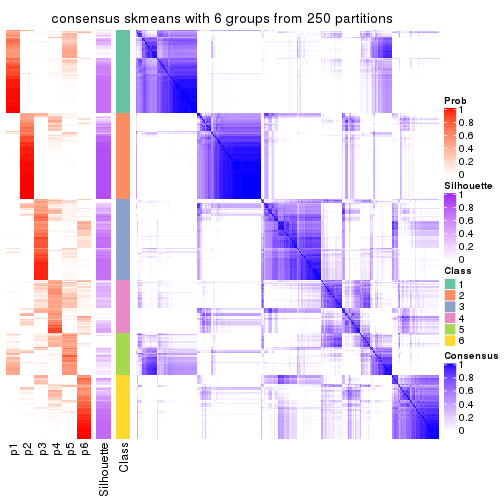 consensus skmeans with 6 groups from 250 partitions
Prob
1
0.8
0.6
0.4
0.2
0
Silhouette
1
0.8
0.6
0.4
0.2
0
Class
1
2
3
4
5
6
Consensus
1
0.8
0.6
0.4
0.2
0
p1
p2
p3
p4
p5
p6
Silhouette
Class